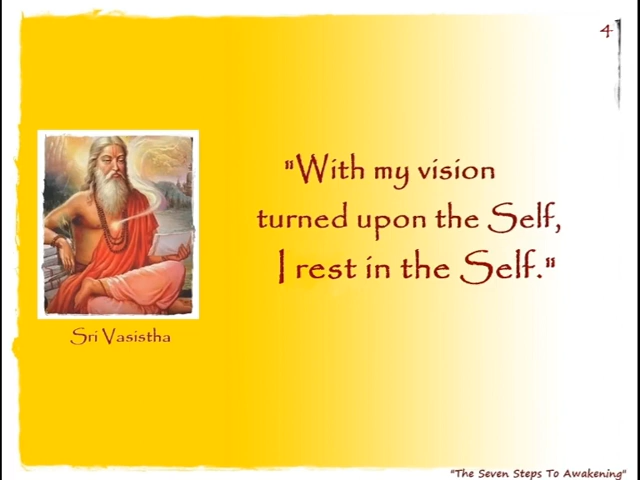 4
"With my vision
turned upon the Self,
I rest in the Self."
Sri Vasistha
"The Seven Steps To Awakening"